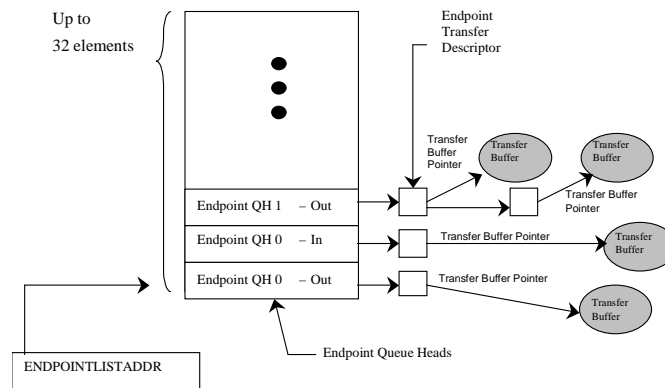 Up to
32 elements
Endpoint
Transfer
Descriptor
Transfer
Buffer
Pointer
Transfer
Buffer
Transfer
Buffer
Transfer Buffer
Pointer
Endpoint QH 1 – Out
Endpoint QH 0 – In
Transfer Buffer Pointer
Transfer
Buffer
Endpoint QH 0 – Out
Transfer Buffer Pointer
Transfer
Buffer
Endpoint Queue Heads
ENDPOINTLISTADDR